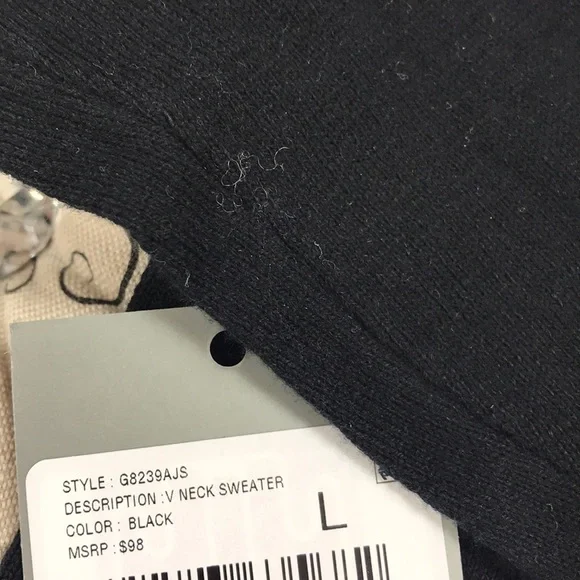 STYLE : G8239AJS
DESCRIPTION :V NECK SWEATER
COLOR : BLACK
MSRP : $98
L